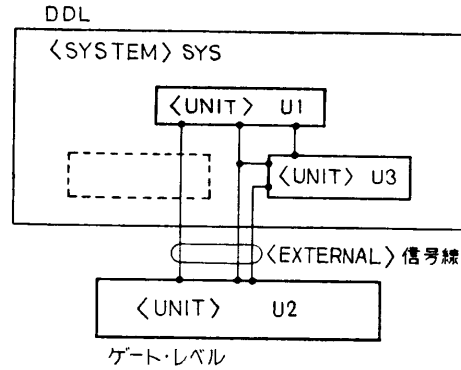 DDL
〈SYSTEM〉SYS
〈UNIT〉 U1
〈UNIT〉 U3
〈EXTERNAL〉信号線
〈UNIT〉 U2
ゲート・レベル